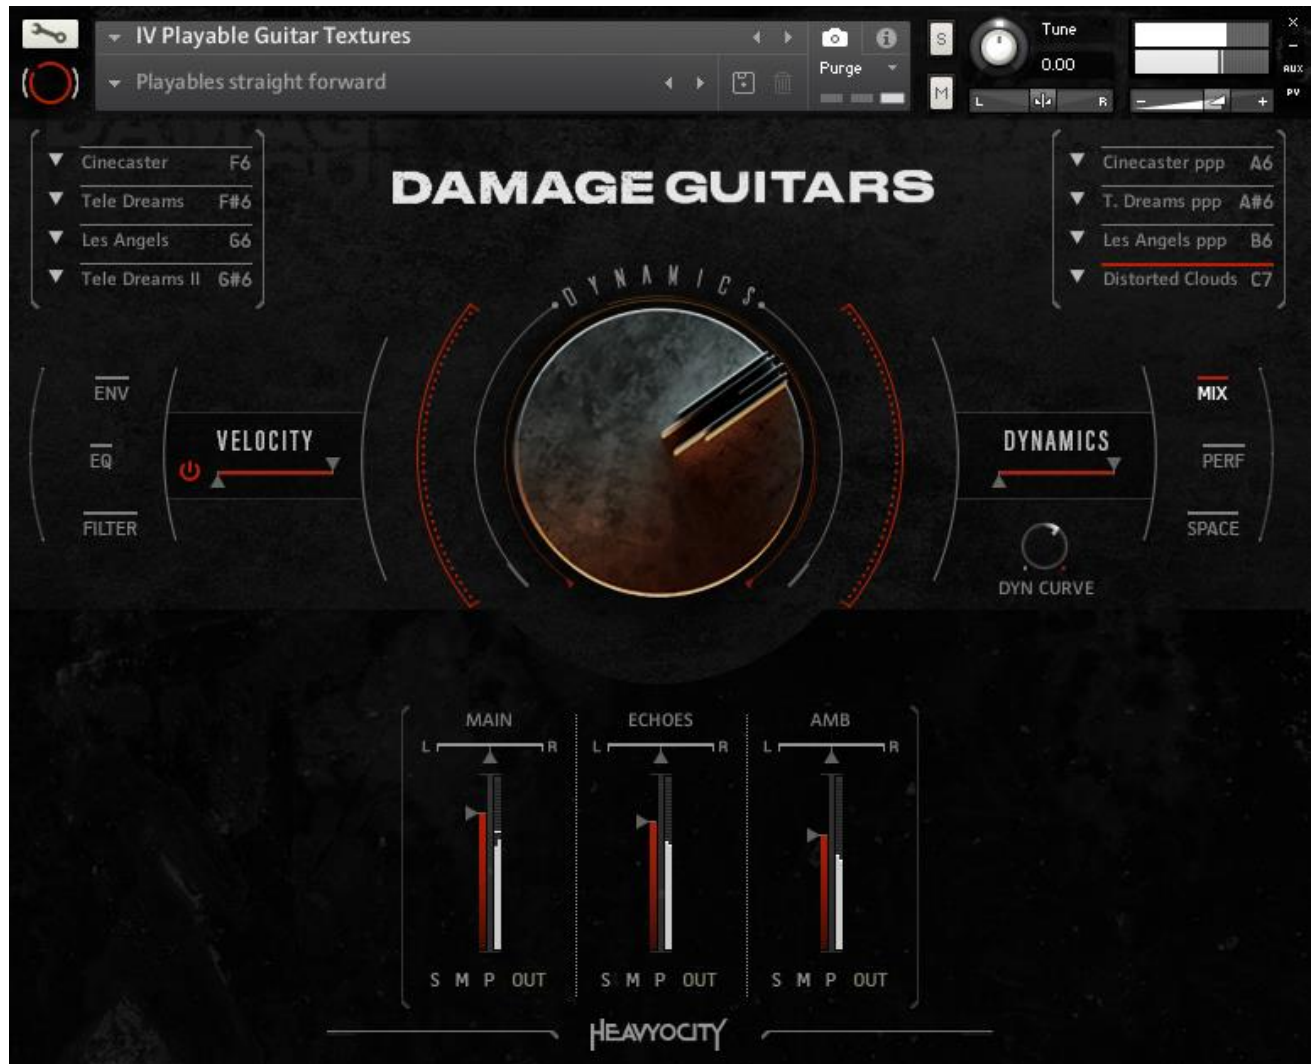 IV Playable Guitar Textures
S
Tune
0.00
×
−
AUX
PV
Purge
Playables straight forward
M
L R
− +
Cinecaster F6
Tele Dreams F#6
Les Angels G6
Tele Dreams II G#6
DAMAGE GUITARS
Cinecaster ppp A6
T. Dreams ppp A#6
Les Angels ppp B6
Distorted Clouds C7
DYNAMICS
ENV
EQ
FILTER
VELOCITY
DYNAMICS
DYN CURVE
MIX
PERF
SPACE
MAIN ECHOES AMB
L R L R L R
S M P OUT S M P OUT S M P OUT
HEAVYOCITY